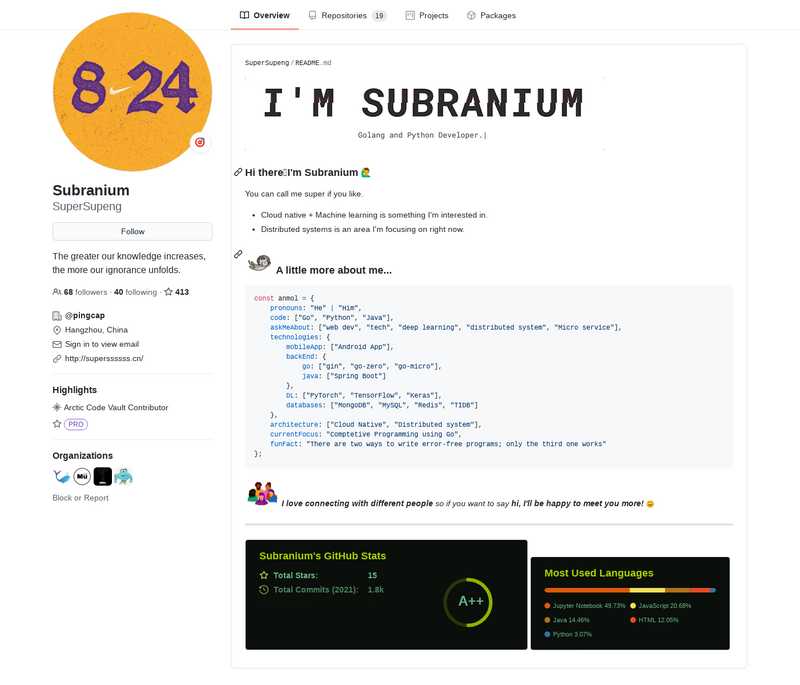 Overview
Repositories 19
Projects
Packages
8 24
Subranium
SuperSupeng
Follow
The greater our knowledge increases,
the more our ignorance unfolds.
68 followers · 40 following · 413
@pingcap
Hangzhou, China
Sign in to view email
http://superssssss.cn/
Highlights
Arctic Code Vault Contributor
PRO
Organizations
Mü
Block or Report
SuperSupeng / README.md
I'M SUBRANIUM
Golang and Python Developer.|
Hi there I'm Subranium 🙋‍♂️
You can call me super if you like.
• Cloud native + Machine learning is something I'm interested in.
• Distributed systems is an area I'm focusing on right now.
A little more about me...
const anmol = {
pronouns: "He" | "Him",
code: ["Go", "Python", "Java"],
askMeAbout: ["web dev", "tech", "deep learning", "distributed system", "Micro service"],
technologies: {
mobileApp: ["Android App"],
backEnd: {
go: ["gin", "go-zero", "go-micro"],
java: ["Spring Boot"]
},
DL: ["PyTorch", "TensorFlow", "Keras"],
databases: ["MongoDB", "MySQL", "Redis", "TIDB"]
},
architecture: ["Cloud Native", "Distributed system"],
currentFocus: "Comptetive Programming using Go",
funFact: "There are two ways to write error-free programs; only the third one works"
};
I love connecting with different people so if you want to say hi, I'll be happy to meet you more! 😊
Subranium's GitHub Stats
Total Stars: 15
Total Commits (2021): 1.8k
A++
Most Used Languages
Jupyter Notebook 49.73%
JavaScript 20.68%
Java 14.46%
HTML 12.05%
Python 3.07%